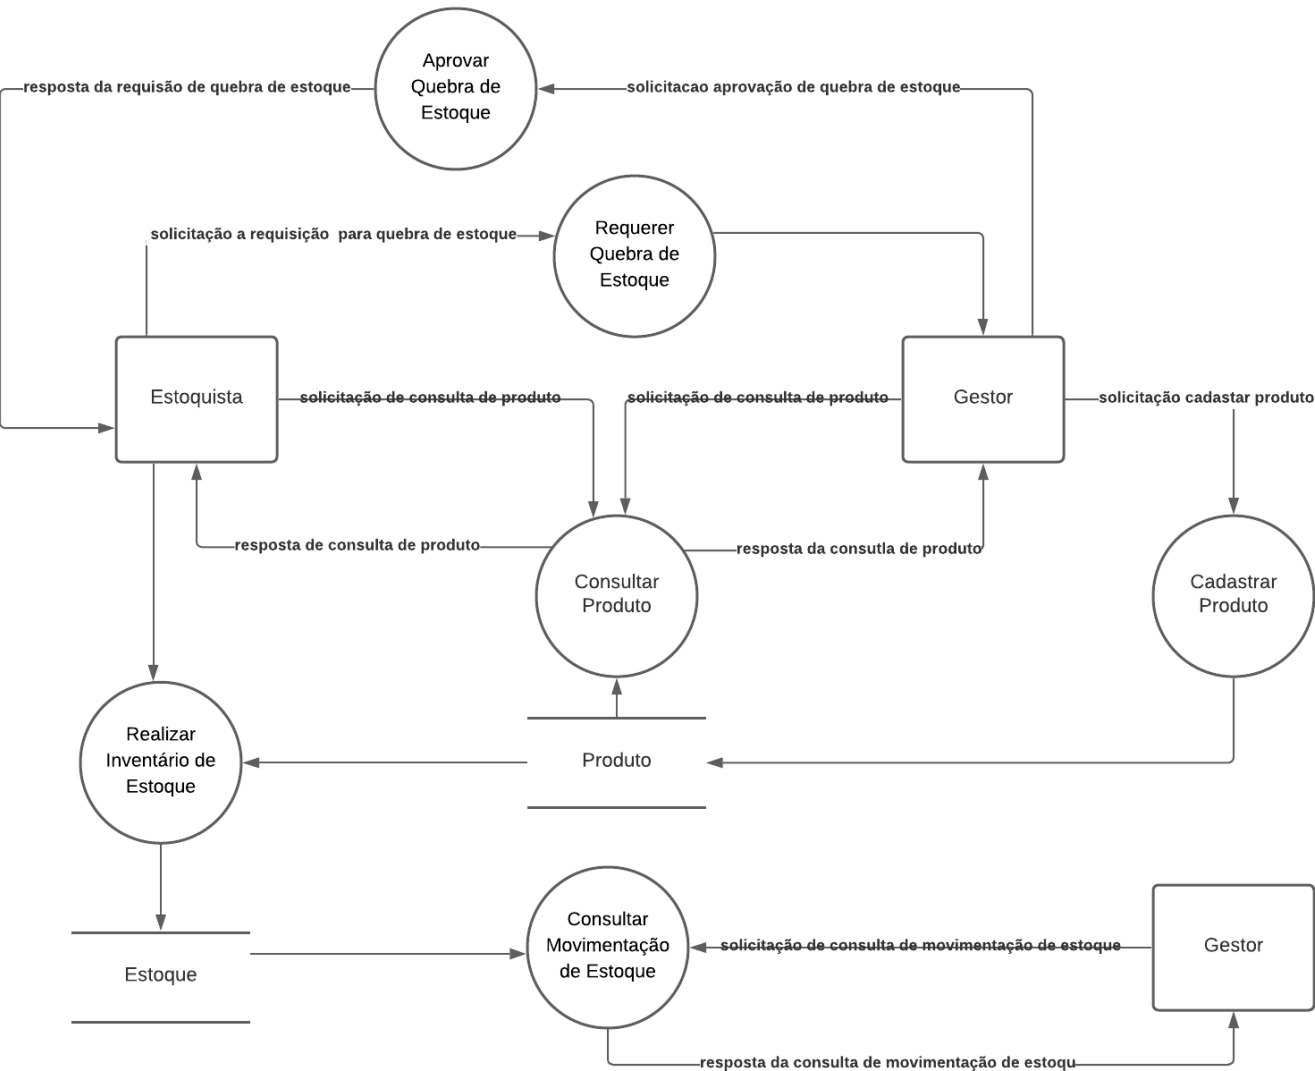 Aprovar
Quebra de
Estoque
resposta da requisão de quebra de estoque
solicitacao aprovação de quebra de estoque
solicitação a requisição  para quebra de estoque
Requerer
Quebra de
Estoque
Estoquista
solicitação de consulta de produto
solicitação de consulta de produto
Gestor
solicitação cadastar produto
resposta de consulta de produto
resposta da consutla de produto
Consultar
Produto
Cadastrar
Produto
Realizar
Inventário de
Estoque
Produto
Consultar
Movimentação
de Estoque
solicitação de consulta de movimentação de estoque
Gestor
Estoque
resposta da consulta de movimentação de estoqu